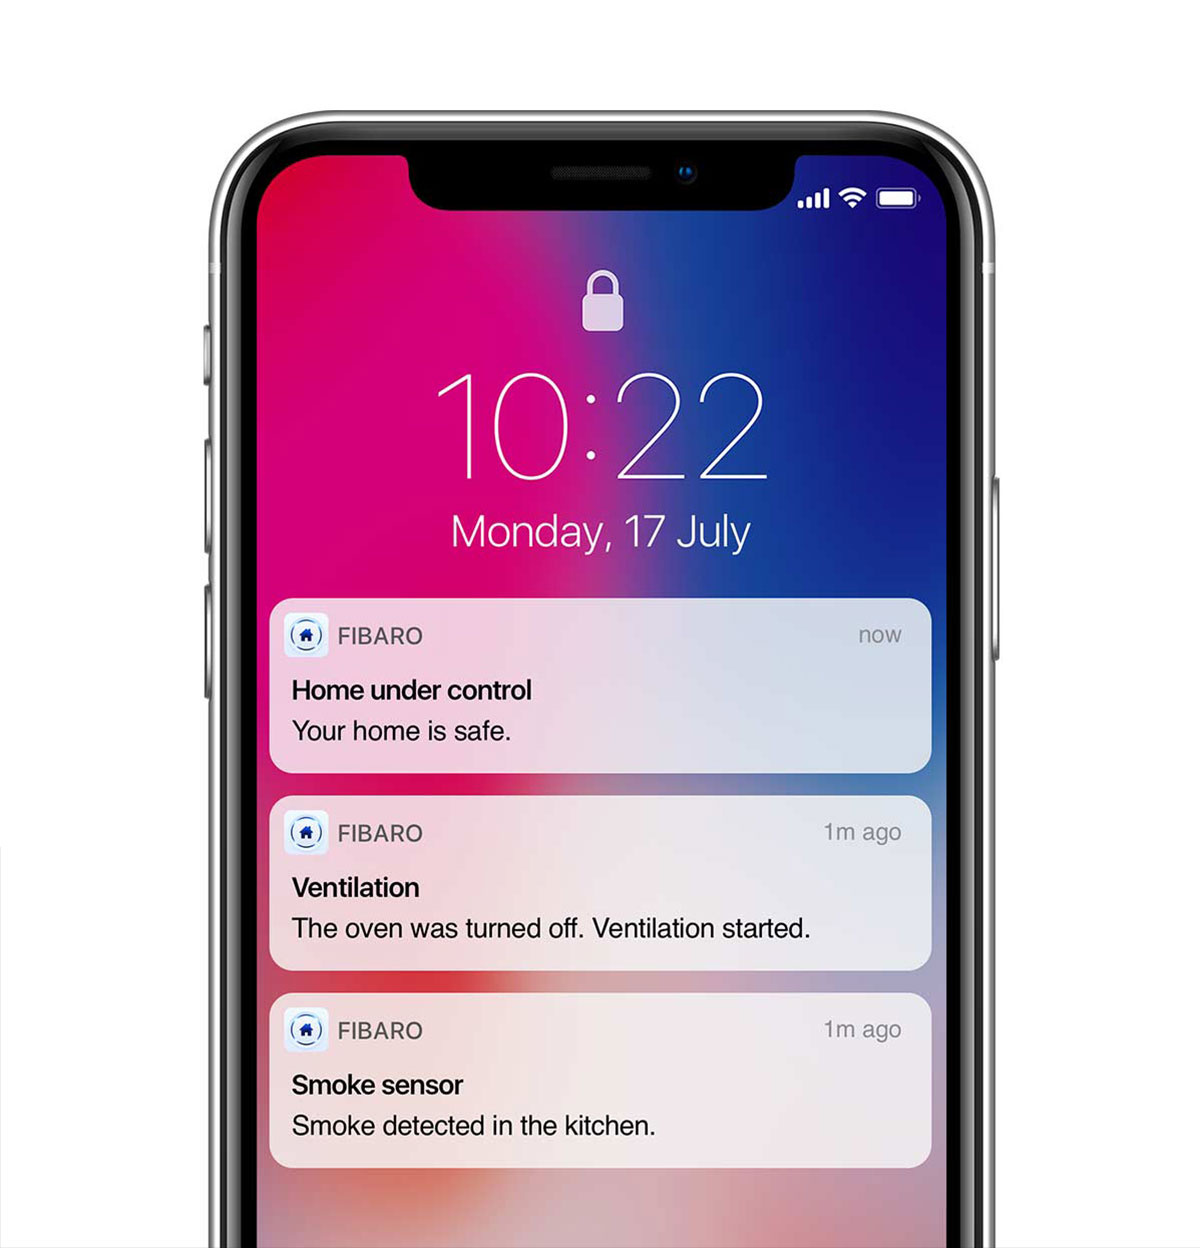 10:22
Monday, 17 July
FIBARO now
Home under control
Your home is safe.
FIBARO 1m ago
Ventilation
The oven was turned off. Ventilation started.
FIBARO 1m ago
Smoke sensor
Smoke detected in the kitchen.